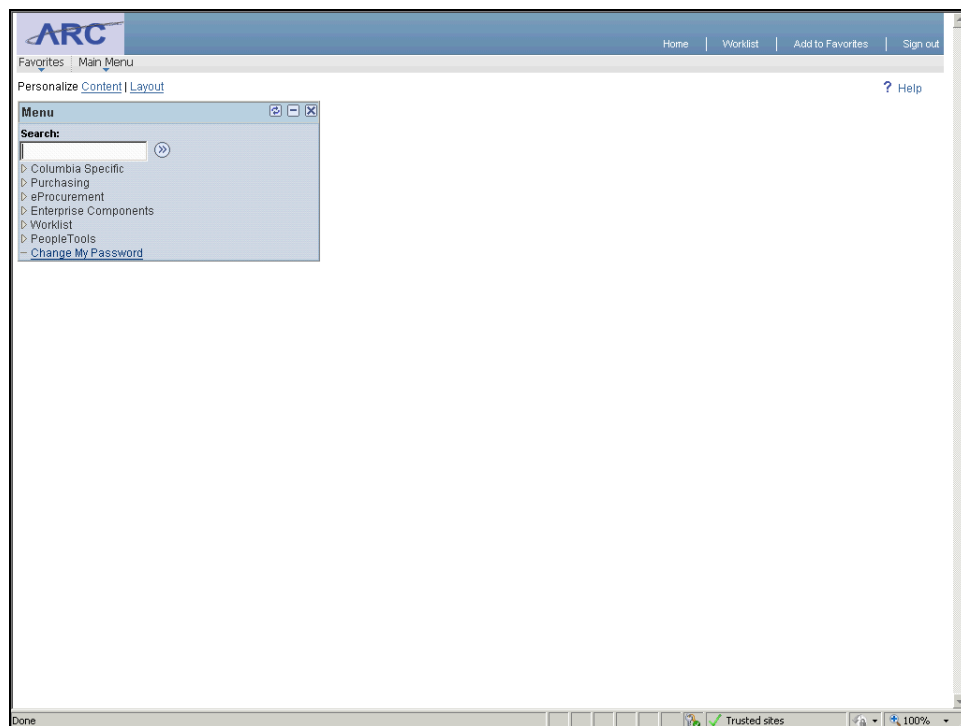 ARC
Home | Worklist | Add to Favorites | Sign out
Favorites Main Menu
Personalize Content | Layout
? Help
Menu
Search:
Columbia Specific
Purchasing
eProcurement
Enterprise Components
Worklist
PeopleTools
Change My Password
Done
Trusted sites
100%